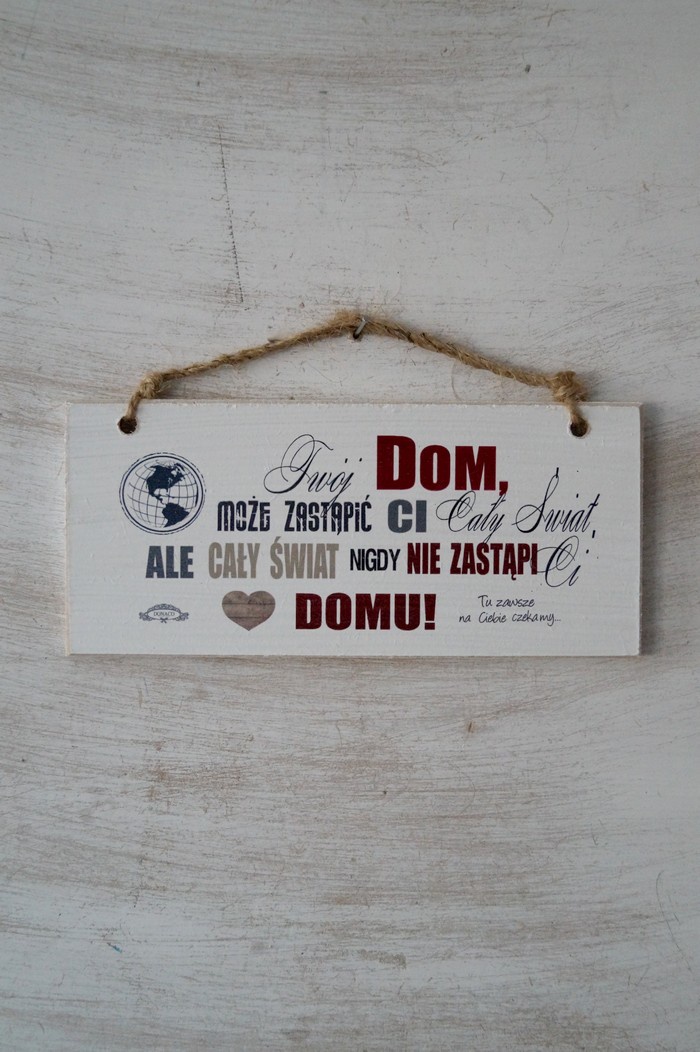 Twój DOM,
MOŻE ZASTĄPIĆ CI Cały Świat,
ALE CAŁY ŚWIAT NIGDY NIE ZASTĄPI Ci
DOMU!
Tu zawsze
na Ciebie czekamy...